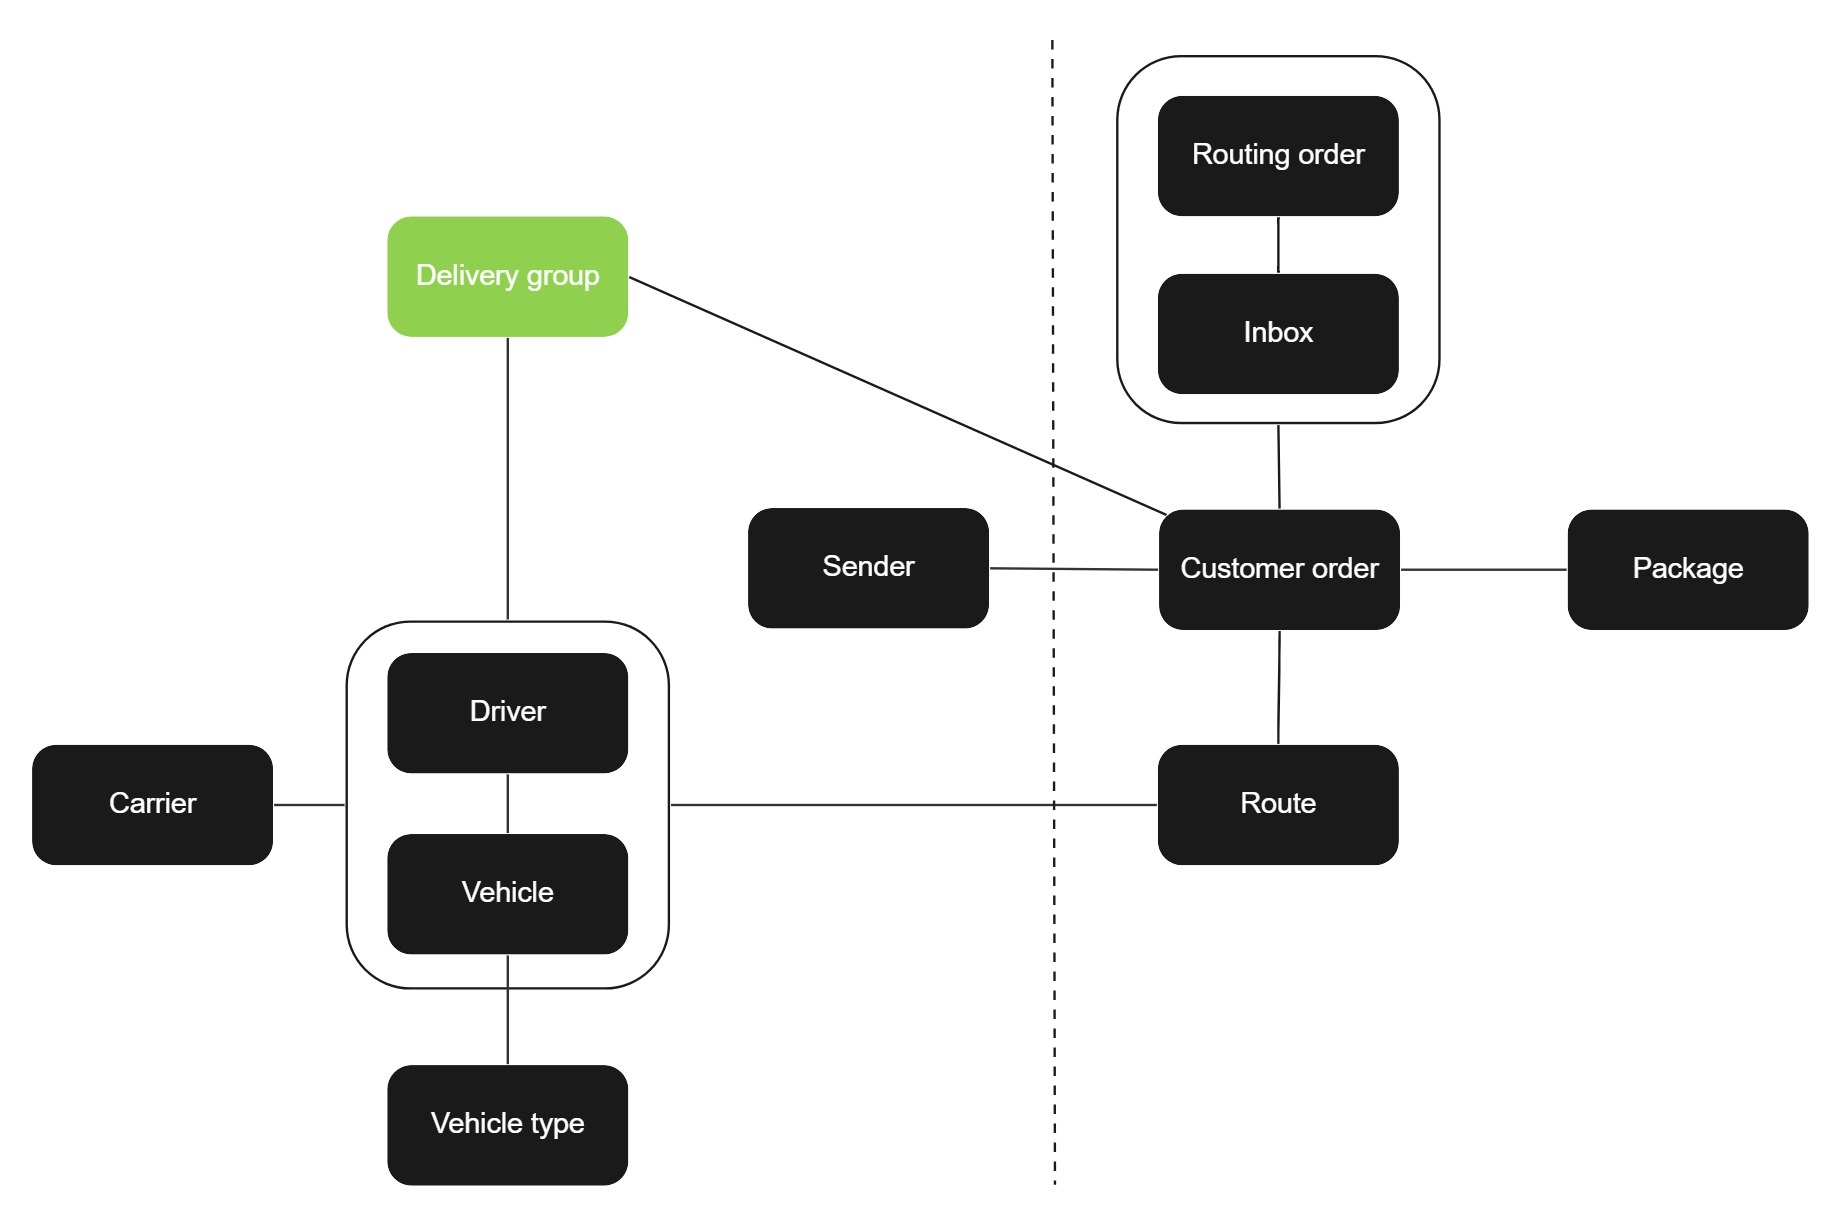 Routing order
Delivery group
Inbox
Sender
Customer order
Package
Driver
Carrier
Route
Vehicle
Vehicle type